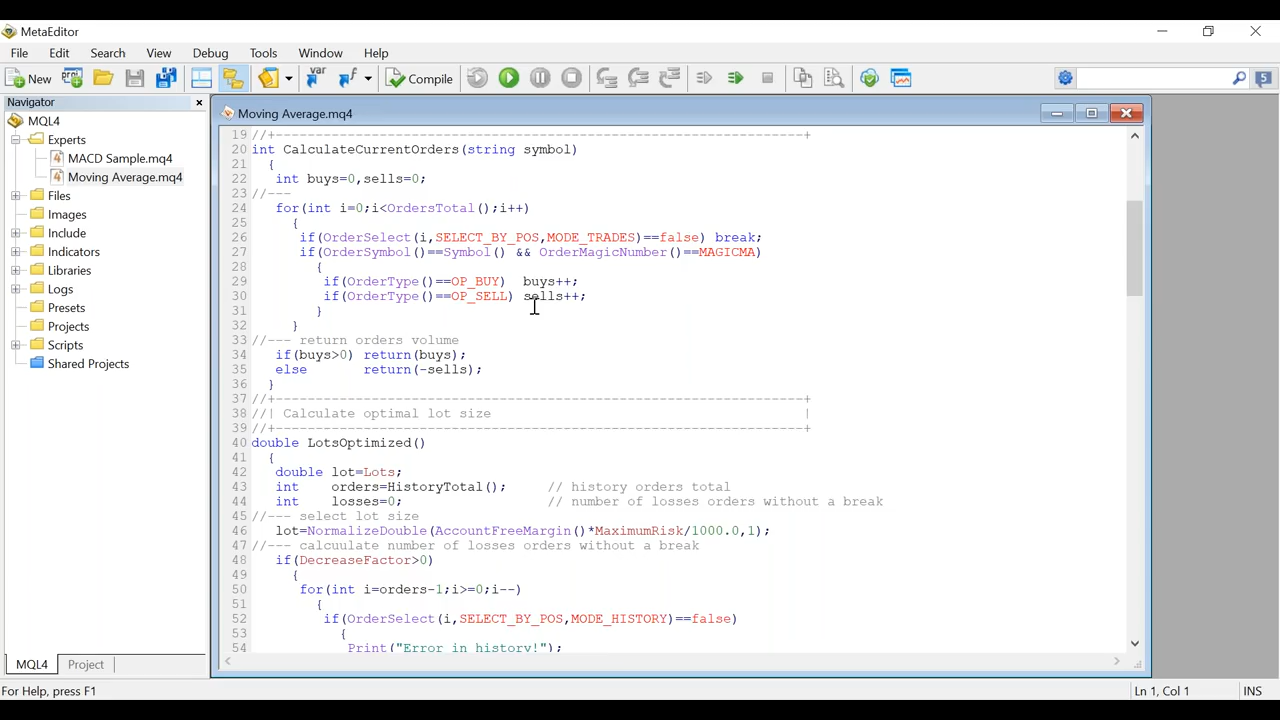 MetaEditor
File Edit Search View Debug Tools Window Help
New Compile 5
Navigator
MQL4
Experts
MACD Sample.mq4
Moving Average.mq4
Files
Images
Include
Indicators
Libraries
Logs
Presets
Projects
Scripts
Shared Projects
MQL4 Project
Moving Average.mq4
19 //+------------------------------------------------------------------+
20 int CalculateCurrentOrders(string symbol)
21 {
22 int buys=0,sells=0;
23 //---
24 for(int i=0;i<OrdersTotal();i++)
25 {
26 if(OrderSelect(i,SELECT_BY_POS,MODE_TRADES)==false) break;
27 if(OrderSymbol()==Symbol() && OrderMagicNumber()==MAGICMA)
28 {
29 if(OrderType()==OP_BUY) buys++;
30 if(OrderType()==OP_SELL) sells++;
31 }
32 }
33 //--- return orders volume
34 if(buys>0) return(buys);
35 else return(-sells);
36 }
37 //+------------------------------------------------------------------+
38 //| Calculate optimal lot size |
39 //+------------------------------------------------------------------+
40 double LotsOptimized()
41 {
42 double lot=Lots;
43 int orders=HistoryTotal(); // history orders total
44 int losses=0; // number of losses orders without a break
45 //--- select lot size
46 lot=NormalizeDouble(AccountFreeMargin()*MaximumRisk/1000.0,1);
47 //--- calcuulate number of losses orders without a break
48 if(DecreaseFactor>0)
49 {
50 for(int i=orders-1;i>=0;i--)
51 {
52 if(OrderSelect(i,SELECT_BY_POS,MODE_HISTORY)==false)
53 {
54 Print("Error in history!");
For Help, press F1 Ln 1, Col 1 INS